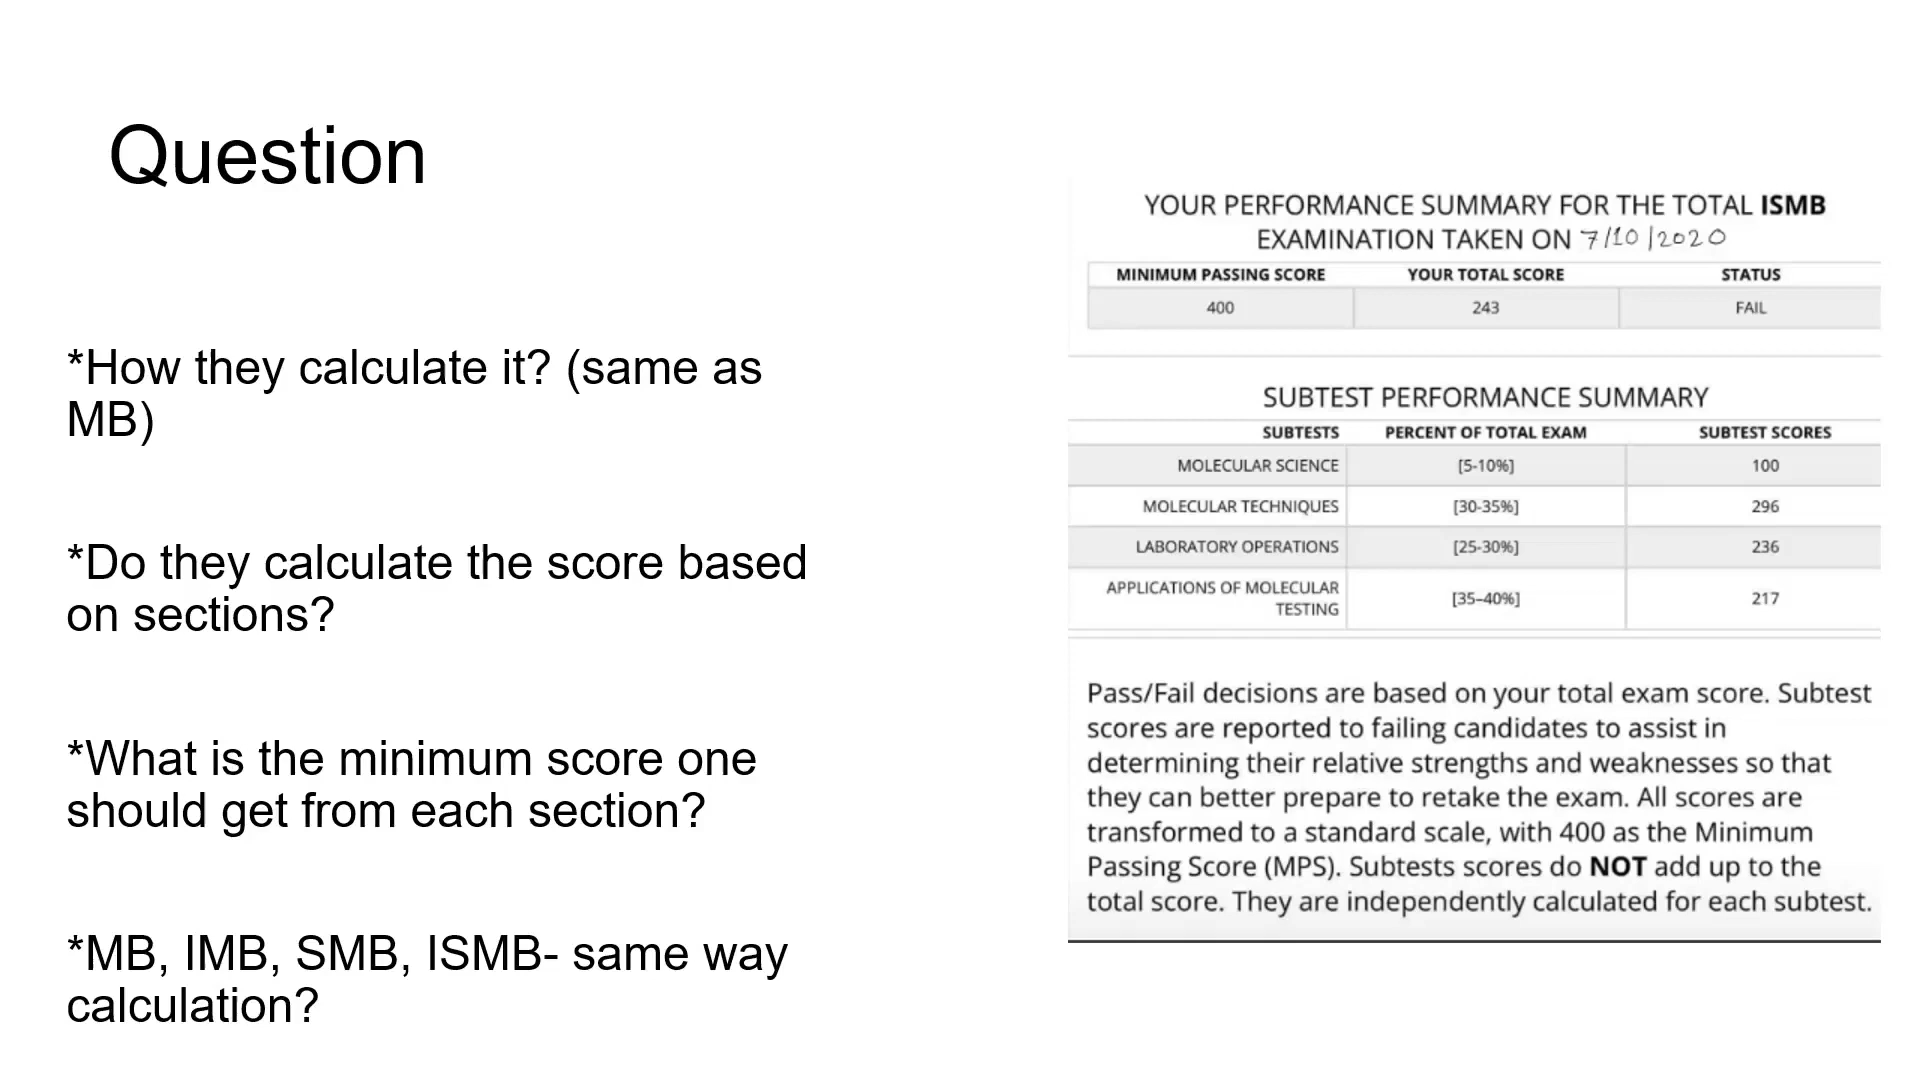 Question
*How they calculate it? (same as
MB)
*Do they calculate the score based
on sections?
*What is the minimum score one
should get from each section?
*MB, IMB, SMB, ISMB- same way
calculation?
YOUR PERFORMANCE SUMMARY FOR THE TOTAL ISMB
EXAMINATION TAKEN ON 7/10/2020
MINIMUM PASSING SCORE YOUR TOTAL SCORE STATUS
400 243 FAIL
SUBTEST PERFORMANCE SUMMARY
SUBTESTS PERCENT OF TOTAL EXAM SUBTEST SCORES
MOLECULAR SCIENCE [5-10%] 100
MOLECULAR TECHNIQUES [30-35%] 296
LABORATORY OPERATIONS [25-30%] 236
APPLICATIONS OF MOLECULAR
TESTING [35–40%] 217
Pass/Fail decisions are based on your total exam score. Subtest
scores are reported to failing candidates to assist in
determining their relative strengths and weaknesses so that
they can better prepare to retake the exam. All scores are
transformed to a standard scale, with 400 as the Minimum
Passing Score (MPS). Subtests scores do NOT add up to the
total score. They are independently calculated for each subtest.